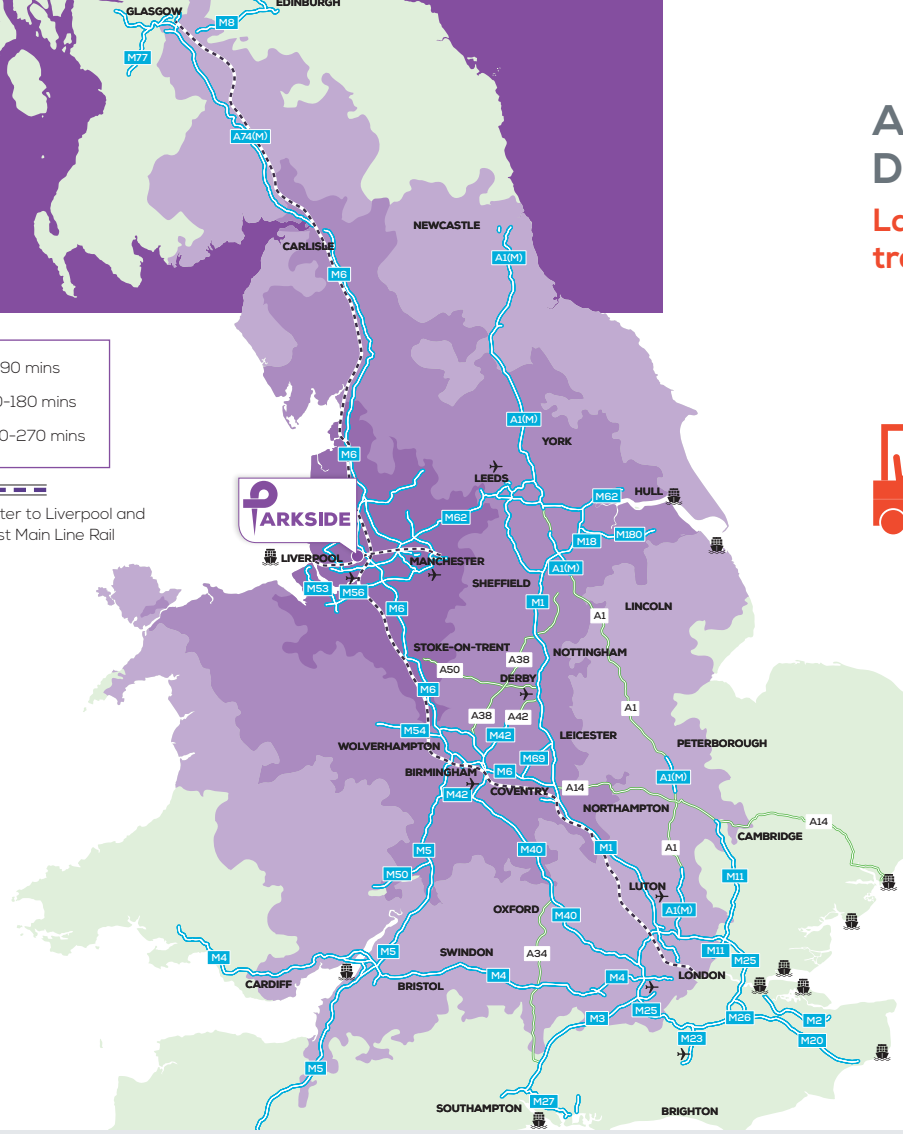 EDINBURGH
GLASGOW
M8
M77
A74(M)
NEWCASTLE
CARLISLE
A1(M)
M6
90 mins
0-180 mins
0-270 mins
A1(M)
YORK
M6
LEEDS
M62
HULL
PARKSIDE
ter to Liverpool and
st Main Line Rail
M62
M180
M18
LIVERPOOL
MANCHESTER
A1(M)
SHEFFIELD
M53
M56
M6
M1
LINCOLN
A1
STOKE-ON-TRENT
NOTTINGHAM
A38
A50
DERBY
M6
A1
A38
A42
M54
M42
LEICESTER
WOLVERHAMPTON
PETERBOROUGH
M69
BIRMINGHAM
M6
A1(M)
COVENTRY
A14
M42
NORTHAMPTON
A14
CAMBRIDGE
M5
M40
M1
A1
M50
M11
LUTON
OXFORD
M40
A1(M)
M5
SWINDON
A34
M11
M25
M4
CARDIFF
BRISTOL
M4
M4
LONDON
M25
M3
M26
M2
M23
M20
M5
M27
SOUTHAMPTON
BRIGHTON
A
D
Lo
tr